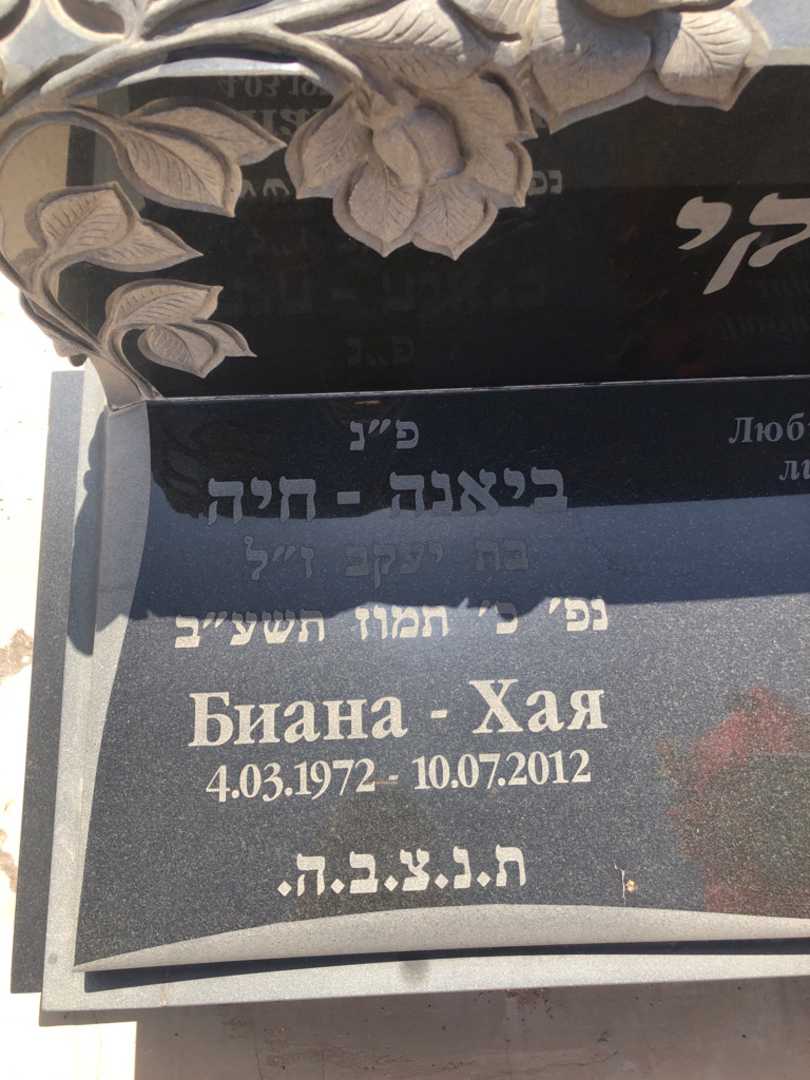 פ"נ
ביאנה - חיה
בת יעקב ז"ל
נפ' כ' תמוז תשע"ב
Биана - Хая
4.03.1972 - 10.07.2012
ת.נ.צ.ב.ה.